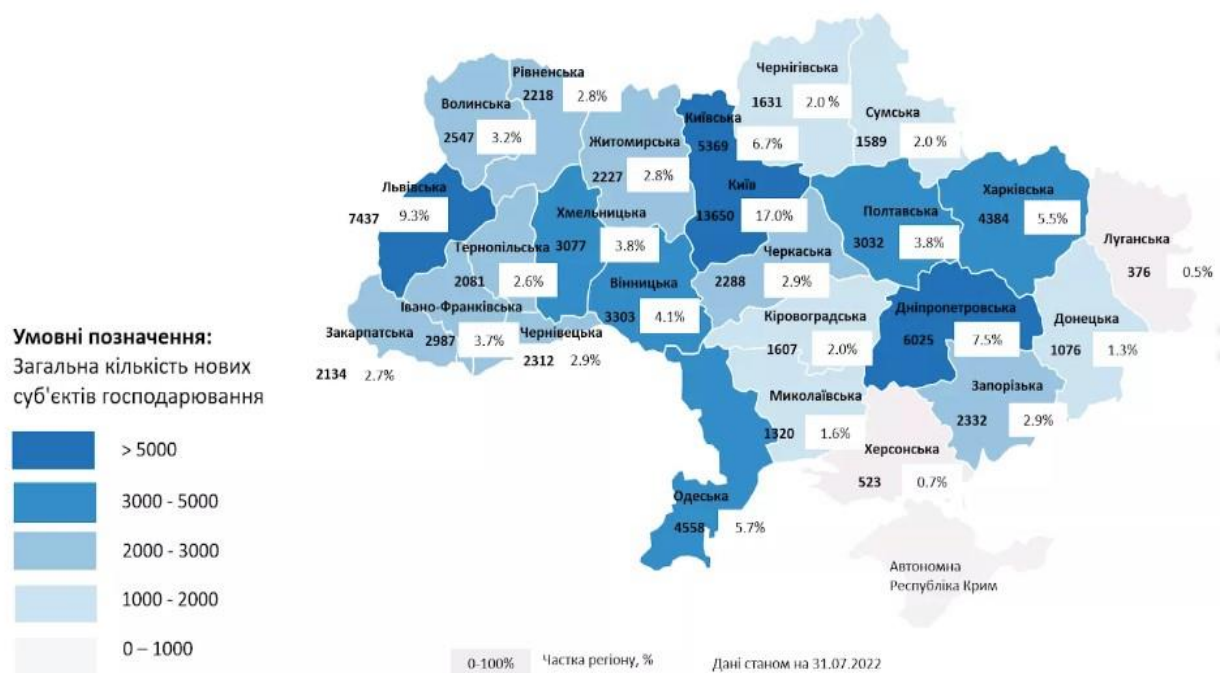 Рівненська
2218 2.8%
Волинська
2547 3.2%
Житомирська
2227 2.8%
Київська
5369 6.7%
Чернігівська
1631 2.0 %
Сумська
1589 2.0 %
Львівська
7437 9.3%
Хмельницька
3077 3.8%
Київ
13650 17.0%
Полтавська
3032 3.8%
Харківська
4384 5.5%
Луганська
376 0.5%
Тернопільська
2081 2.6%
Вінницька
3303 4.1%
Черкаська
2288 2.9%
Івано-Франківська
2987 3.7%
Закарпатська
2134 2.7%
Чернівецька
2312 2.9%
Кіровоградська
1607 2.0%
Дніпропетровська
6025 7.5%
Донецька
1076 1.3%
Миколаївська
1320 1.6%
Запорізька
2332 2.9%
Херсонська
523 0.7%
Одеська
4558 5.7%
Автономна
Республіка Крим
Умовні позначення:
Загальна кількість нових
суб'єктів господарювання
> 5000
3000 - 5000
2000 - 3000
1000 - 2000
0 – 1000
0-100% Частка регіону, % Дані станом на 31.07.2022